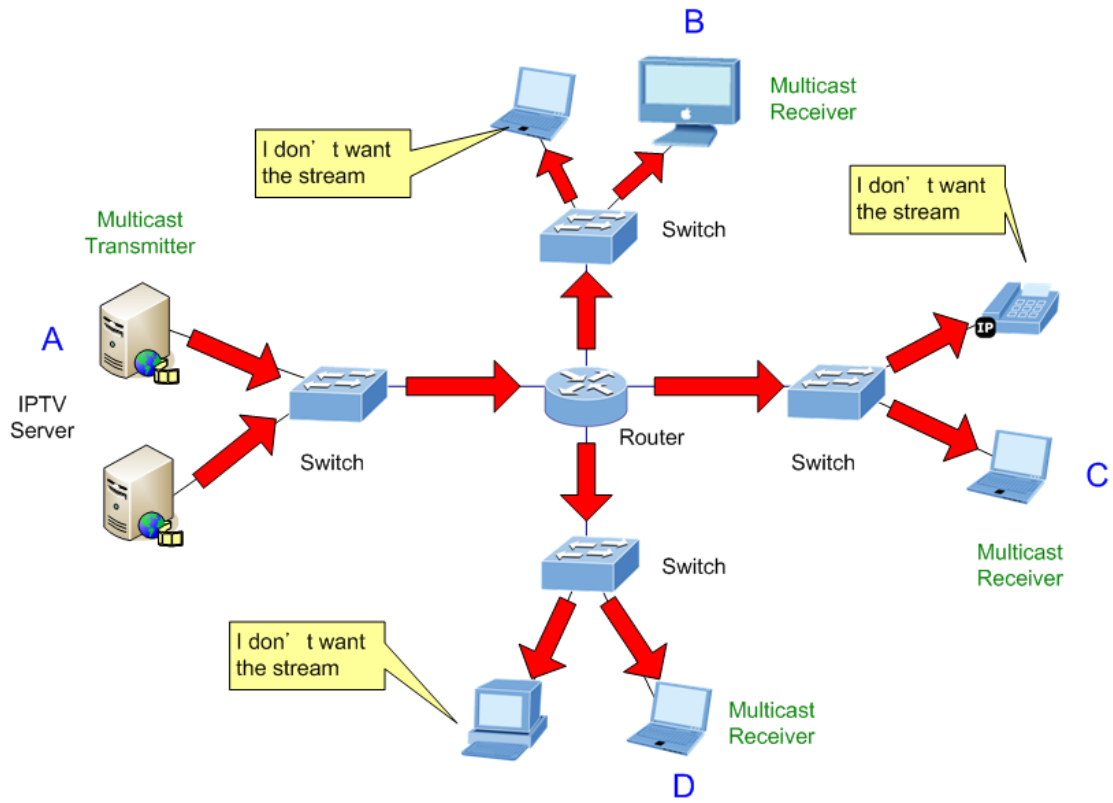 B
Multicast
Receiver
I don’ t want
the stream
I don’ t want
the stream
Switch
Multicast
Transmitter
A
IP
IPTV
Server
Switch
Router
Switch
C
Multicast
Receiver
Switch
I don’ t want
the stream
Multicast
Receiver
D